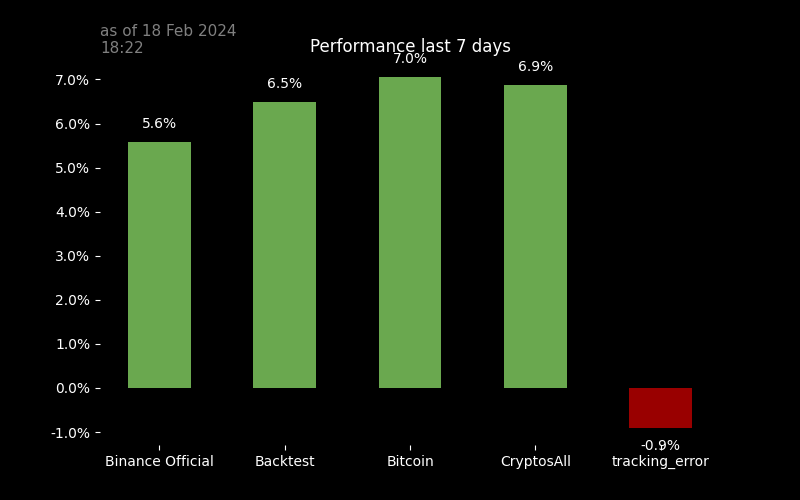 as of 18 Feb 2024
18:22
Performance last 7 days
7.0%
6.9%
6.5%
5.6%
7.0%
6.0%
5.0%
4.0%
3.0%
2.0%
1.0%
0.0%
-1.0%
-0.9%
Binance Official
Backtest
Bitcoin
CryptosAll
tracking_error